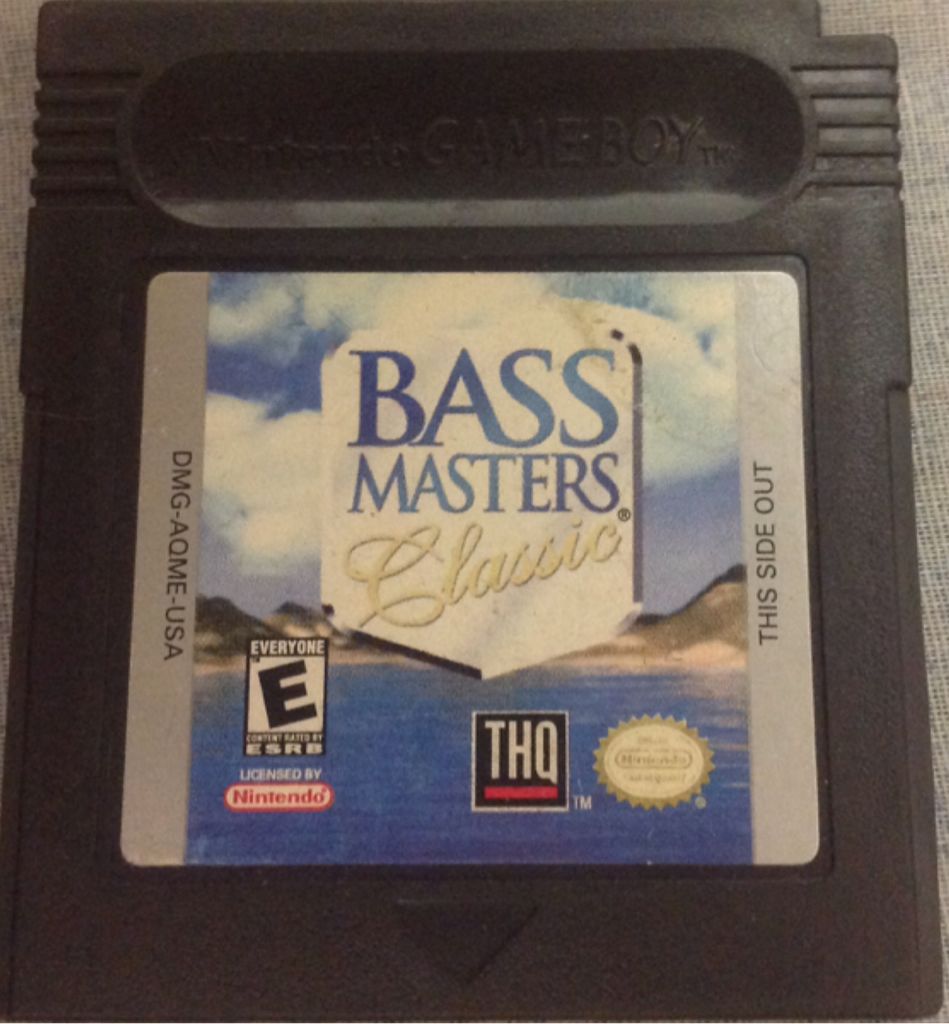 Nintendo GAME BOY TM
BASS
MASTERS
Classic®
DMG-AQME-USA
THIS SIDE OUT
EVERYONE
E
CONTENT RATED BY
ESRB
LICENSED BY
Nintendo®
THQ
TM
Nintendo
®